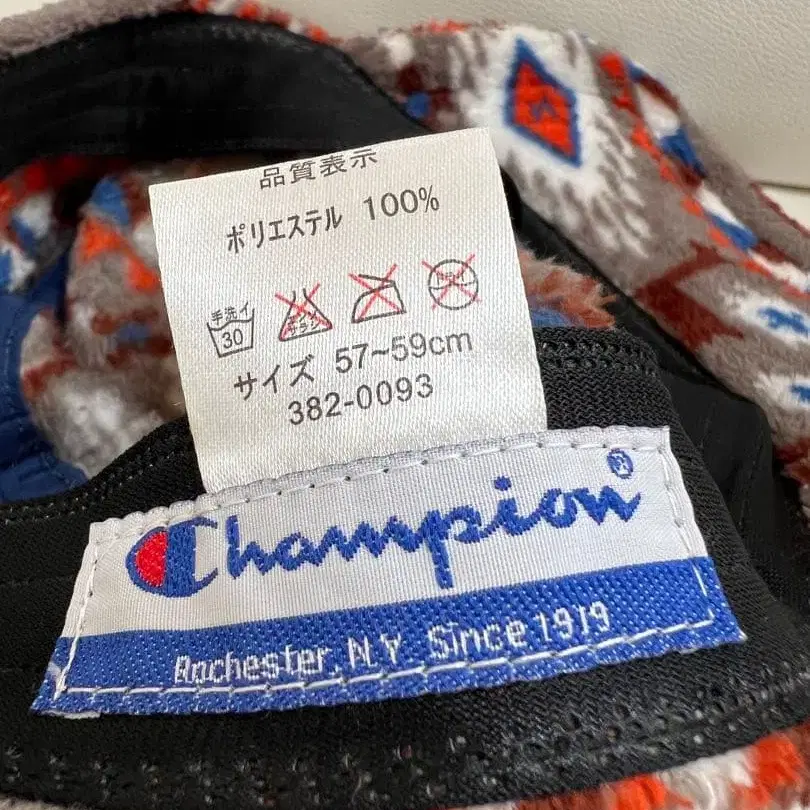 品質表示
ポリエステル 100%
手洗イ
30
サイズ 57~59cm
382-0093
Champion®
Rochester, N.Y. Since 1919